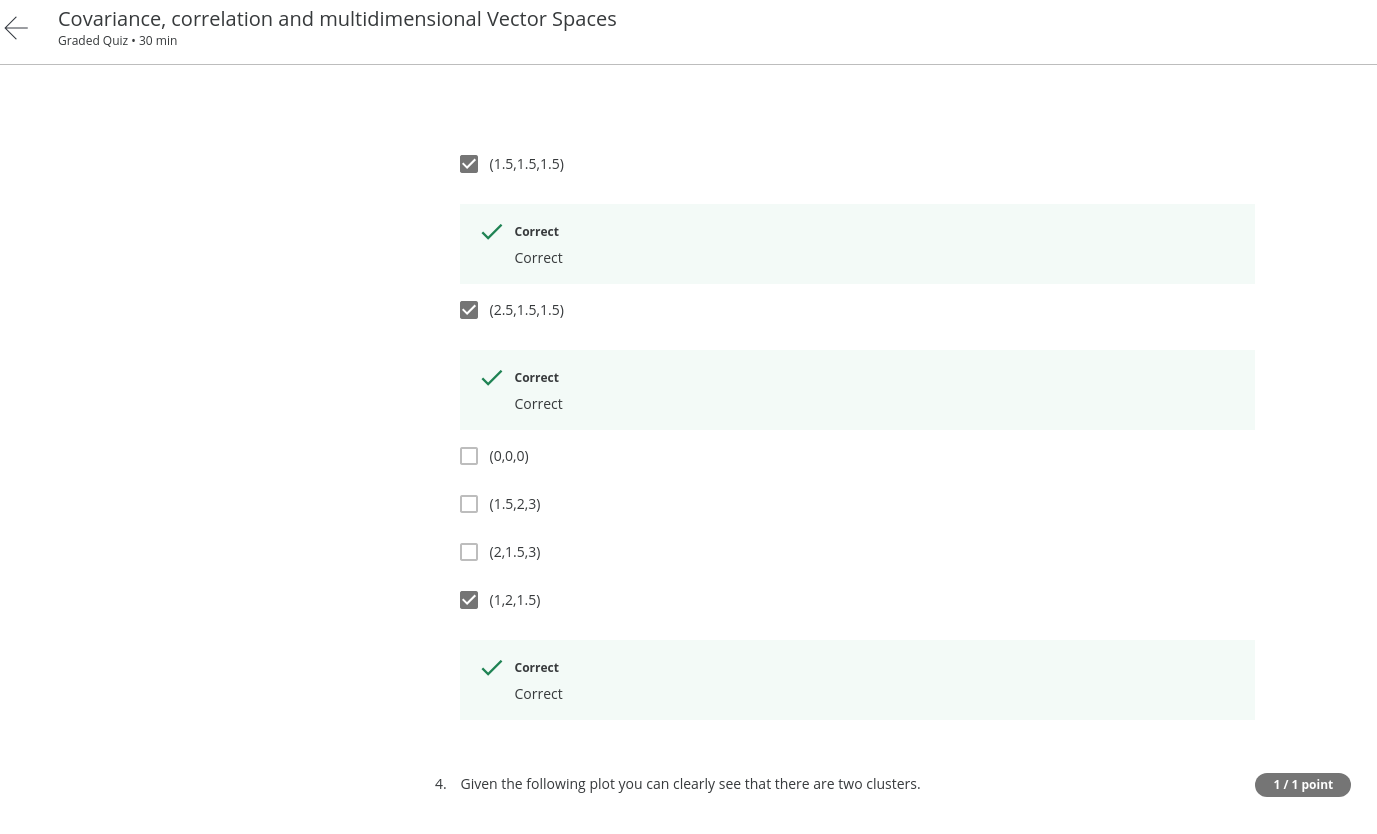 Covariance, correlation and multidimensional Vector Spaces
Graded Quiz • 30 min
(1.5,1.5,1.5)
Correct
Correct
(2.5,1.5,1.5)
Correct
Correct
(0,0,0)
(1.5,2,3)
(2,1.5,3)
(1,2,1.5)
Correct
Correct
4. Given the following plot you can clearly see that there are two clusters.
1 / 1 point